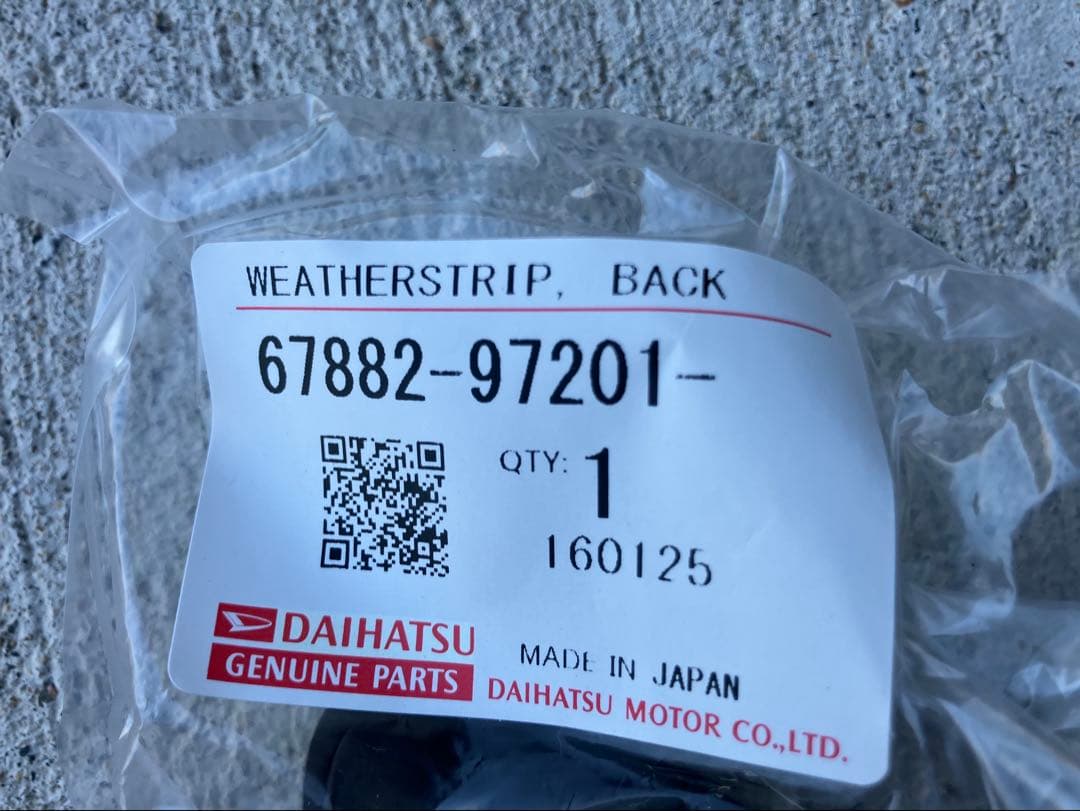 WEATHERSTRIP, BACK
67882-97201-
QTY: 1
160125
DAIHATSU
GENUINE PARTS
MADE IN JAPAN
DAIHATSU MOTOR CO.,LTD.